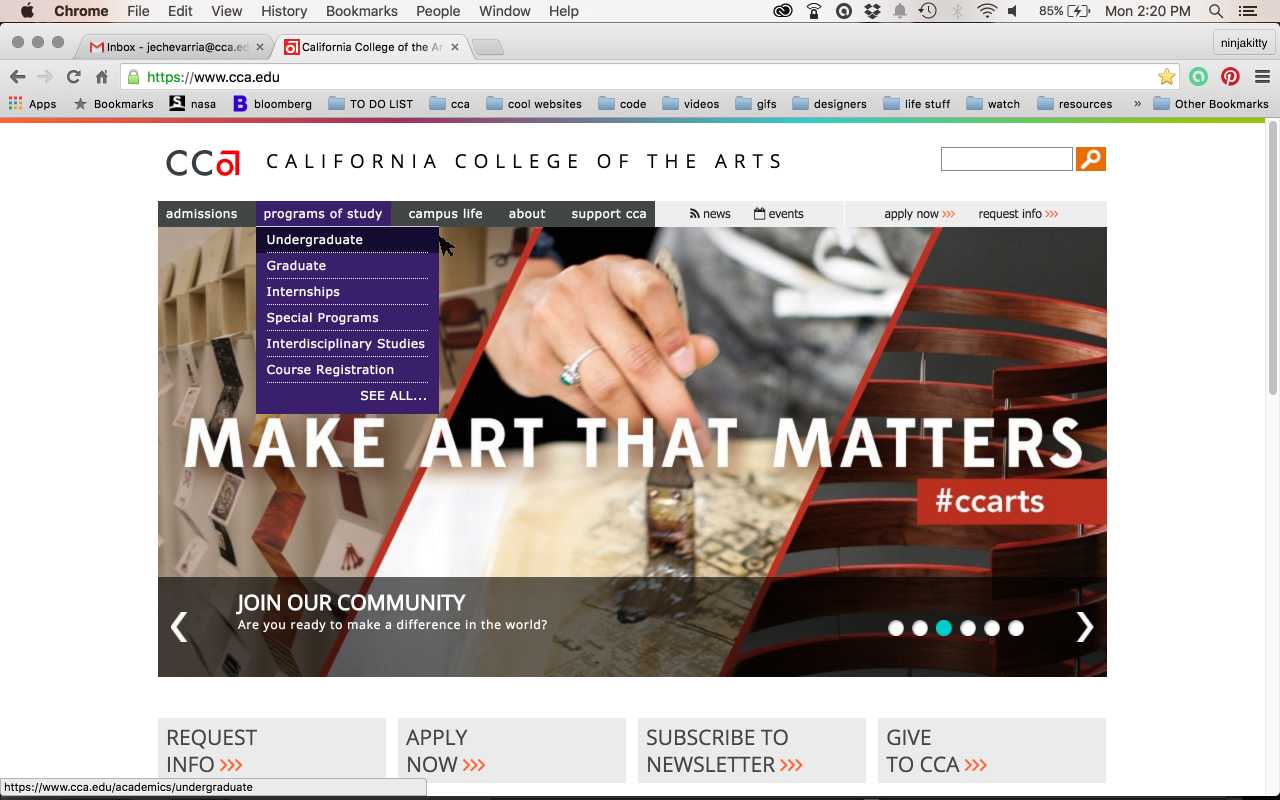 Chrome File Edit View History Bookmarks People Window Help 85% Mon 2:20 PM
Inbox - jechevarria@cca.ed California College of the Ar ninjakitty
https://www.cca.edu
Apps Bookmarks nasa bloomberg TO DO LIST cca cool websites code videos gifs designers life stuff watch resources » Other Bookmarks
CCa CALIFORNIA COLLEGE OF THE ARTS
admissions programs of study campus life about support cca news events apply now >>> request info >>>
Undergraduate
Graduate
Internships
Special Programs
Interdisciplinary Studies
Course Registration
SEE ALL...
MAKE ART THAT MATTERS
#ccarts
JOIN OUR COMMUNITY
Are you ready to make a difference in the world?
REQUEST
INFO >>>
APPLY
NOW >>>
SUBSCRIBE TO
NEWSLETTER >>>
GIVE
TO CCA >>>
https://www.cca.edu/academics/undergraduate